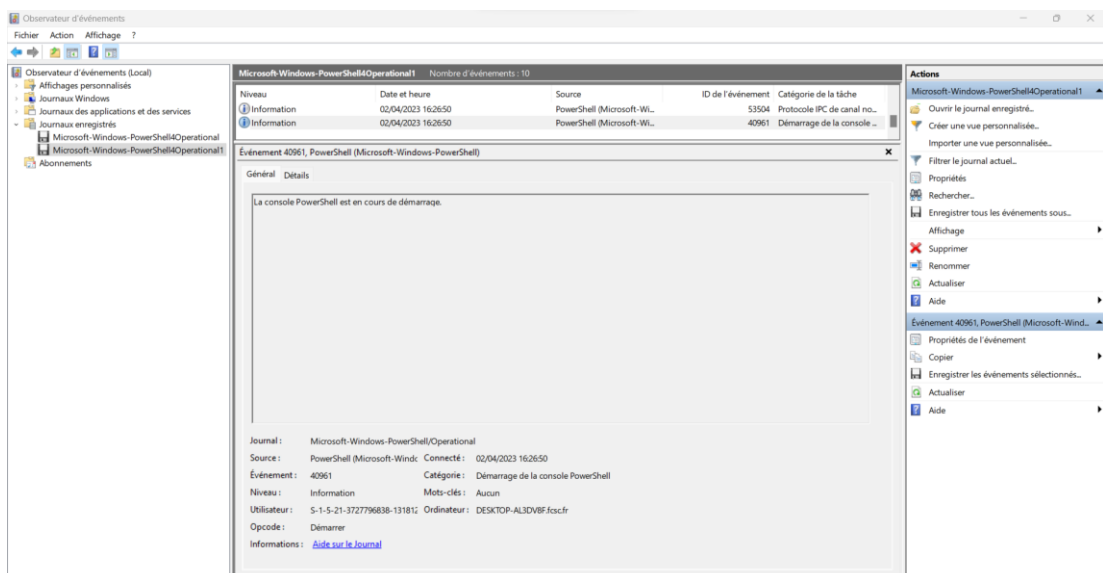 Observateur d'événements
Fichier Action Affichage ?
Observateur d'événements (Local)
Affichages personnalisés
Journaux Windows
Journaux des applications et des services
Journaux enregistrés
Microsoft-Windows-PowerShell4Operational
Microsoft-Windows-PowerShell4Operational1
Abonnements
Microsoft-Windows-PowerShell4Operational1 Nombre d'événements : 10
Niveau Date et heure Source ID de l'événement Catégorie de la tâche
Information 02/04/2023 16:26:50 PowerShell (Microsoft-Wi... 53504 Protocole IPC de canal no...
Information 02/04/2023 16:26:50 PowerShell (Microsoft-Wi... 40961 Démarrage de la console ...
Événement 40961, PowerShell (Microsoft-Windows-PowerShell)
Général Détails
La console PowerShell est en cours de démarrage.
Journal : Microsoft-Windows-PowerShell/Operational
Source : PowerShell (Microsoft-Windc Connecté : 02/04/2023 16:26:50
Événement : 40961 Catégorie : Démarrage de la console PowerShell
Niveau : Information Mots-clés : Aucun
Utilisateur : S-1-5-21-3727796838-131812 Ordinateur : DESKTOP-AL3DVBF.fcsc.fr
Opcode : Démarrer
Informations : Aide sur le Journal
Actions
Microsoft-Windows-PowerShell4Operational1
Ouvrir le journal enregistré...
Créer une vue personnalisée...
Importer une vue personnalisée...
Filtrer le journal actuel...
Propriétés
Rechercher...
Enregistrer tous les événements sous...
Affichage
Supprimer
Renommer
Actualiser
Aide
Événement 40961, PowerShell (Microsoft-Wind...
Propriétés de l'événement
Copier
Enregistrer les événements sélectionnés...
Actualiser
Aide